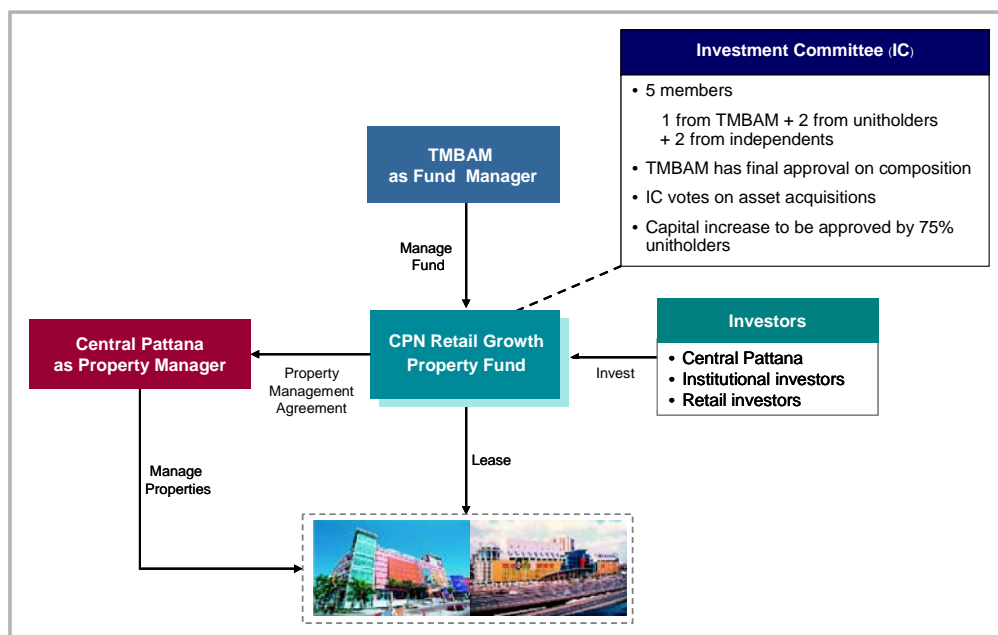 Investment Committee (IC)
• 5 members
1 from TMBAM + 2 from unitholders
+ 2 from independents
• TMBAM has final approval on composition
• IC votes on asset acquisitions
• Capital increase to be approved by 75%
unitholders
TMBAM
as Fund Manager
Manage
Fund
Central Pattana
as Property Manager
Property
Management
Agreement
CPN Retail Growth
Property Fund
Invest
Investors
• Central Pattana
• Institutional investors
• Retail investors
Manage
Properties
Lease